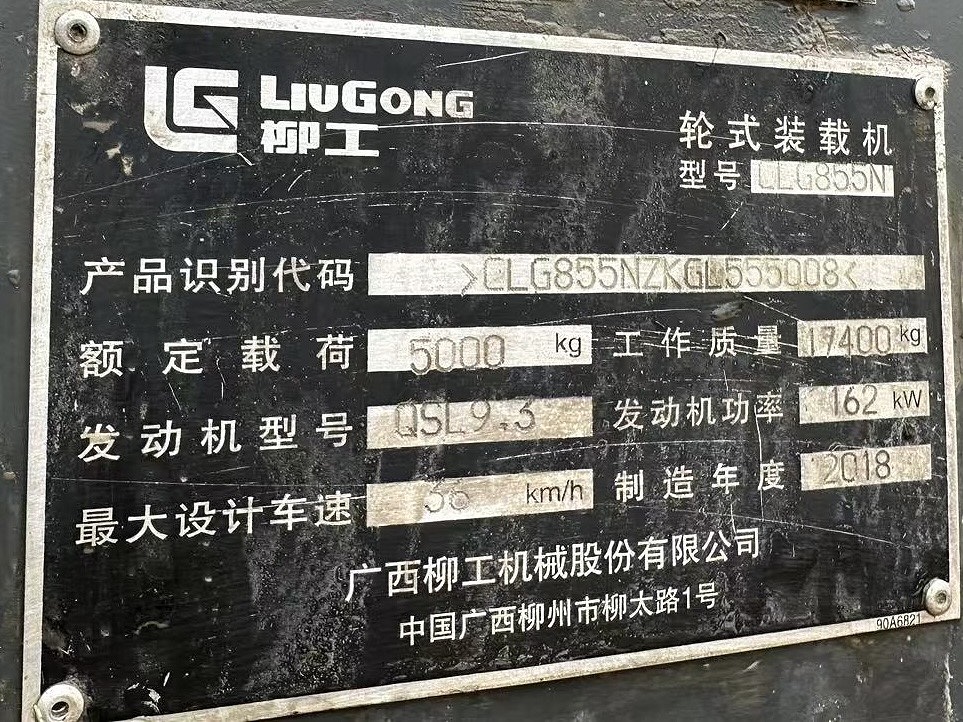 LIUGONG
柳工
轮式装载机
型号 CLG855N
产品识别代码 >CLG855NZKGL555008<
额定载荷 5000 kg 工作质量 17400 kg
发动机型号 QSL9.3 发动机功率 162 kW
最大设计车速 km/h 制造年度 2018
广西柳工机械股份有限公司
中国广西柳州市柳太路1号
90A6821